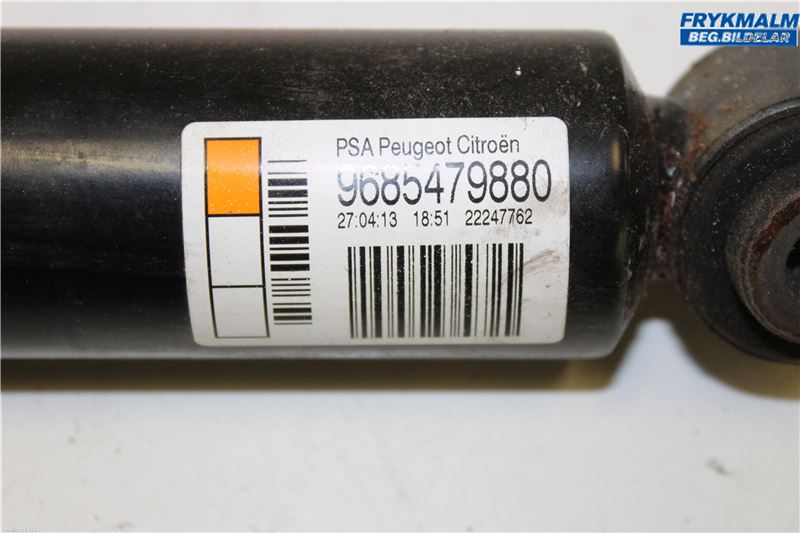 FRYKMALM
BEG.BILDELAR
PSA Peugeot Citroën
9685479880
27:04:13 18:51 22247762